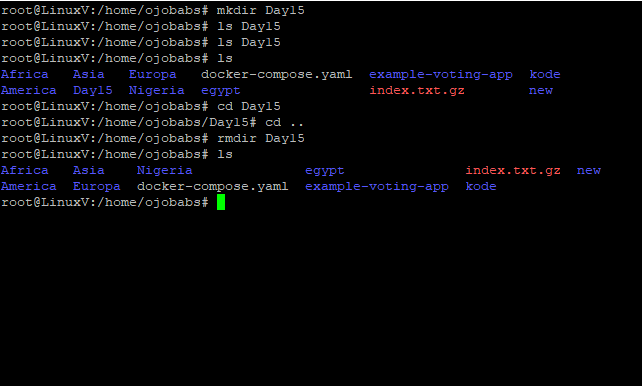 root@LinuxV:/home/ojobabs# mkdir Day15
root@LinuxV:/home/ojobabs# ls Day15
root@LinuxV:/home/ojobabs# ls Day15
root@LinuxV:/home/ojobabs# ls
Africa   Asia   Europa   docker-compose.yaml  example-voting-app  kode
America  Day15  Nigeria  egypt                index.txt.gz        new
root@LinuxV:/home/ojobabs# cd Day15
root@LinuxV:/home/ojobabs/Day15# cd ..
root@LinuxV:/home/ojobabs# rmdir Day15
root@LinuxV:/home/ojobabs# ls
Africa   Asia    Nigeria              egypt               index.txt.gz  new
America  Europa  docker-compose.yaml  example-voting-app  kode
root@LinuxV:/home/ojobabs#